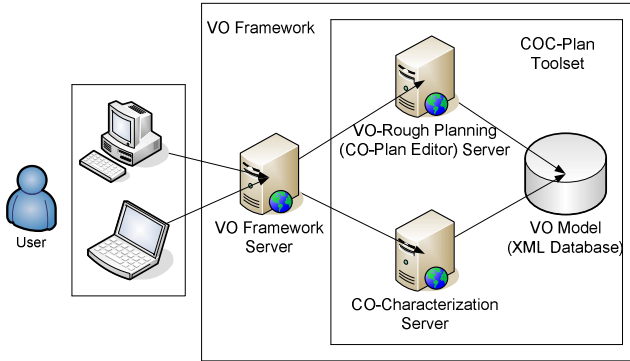 VO Framework
COC-Plan
Toolset
VO-Rough Planning
(CO-Plan Editor) Server
User
VO Framework
Server
VO Model
(XML Database)
CO-Characterization
Server